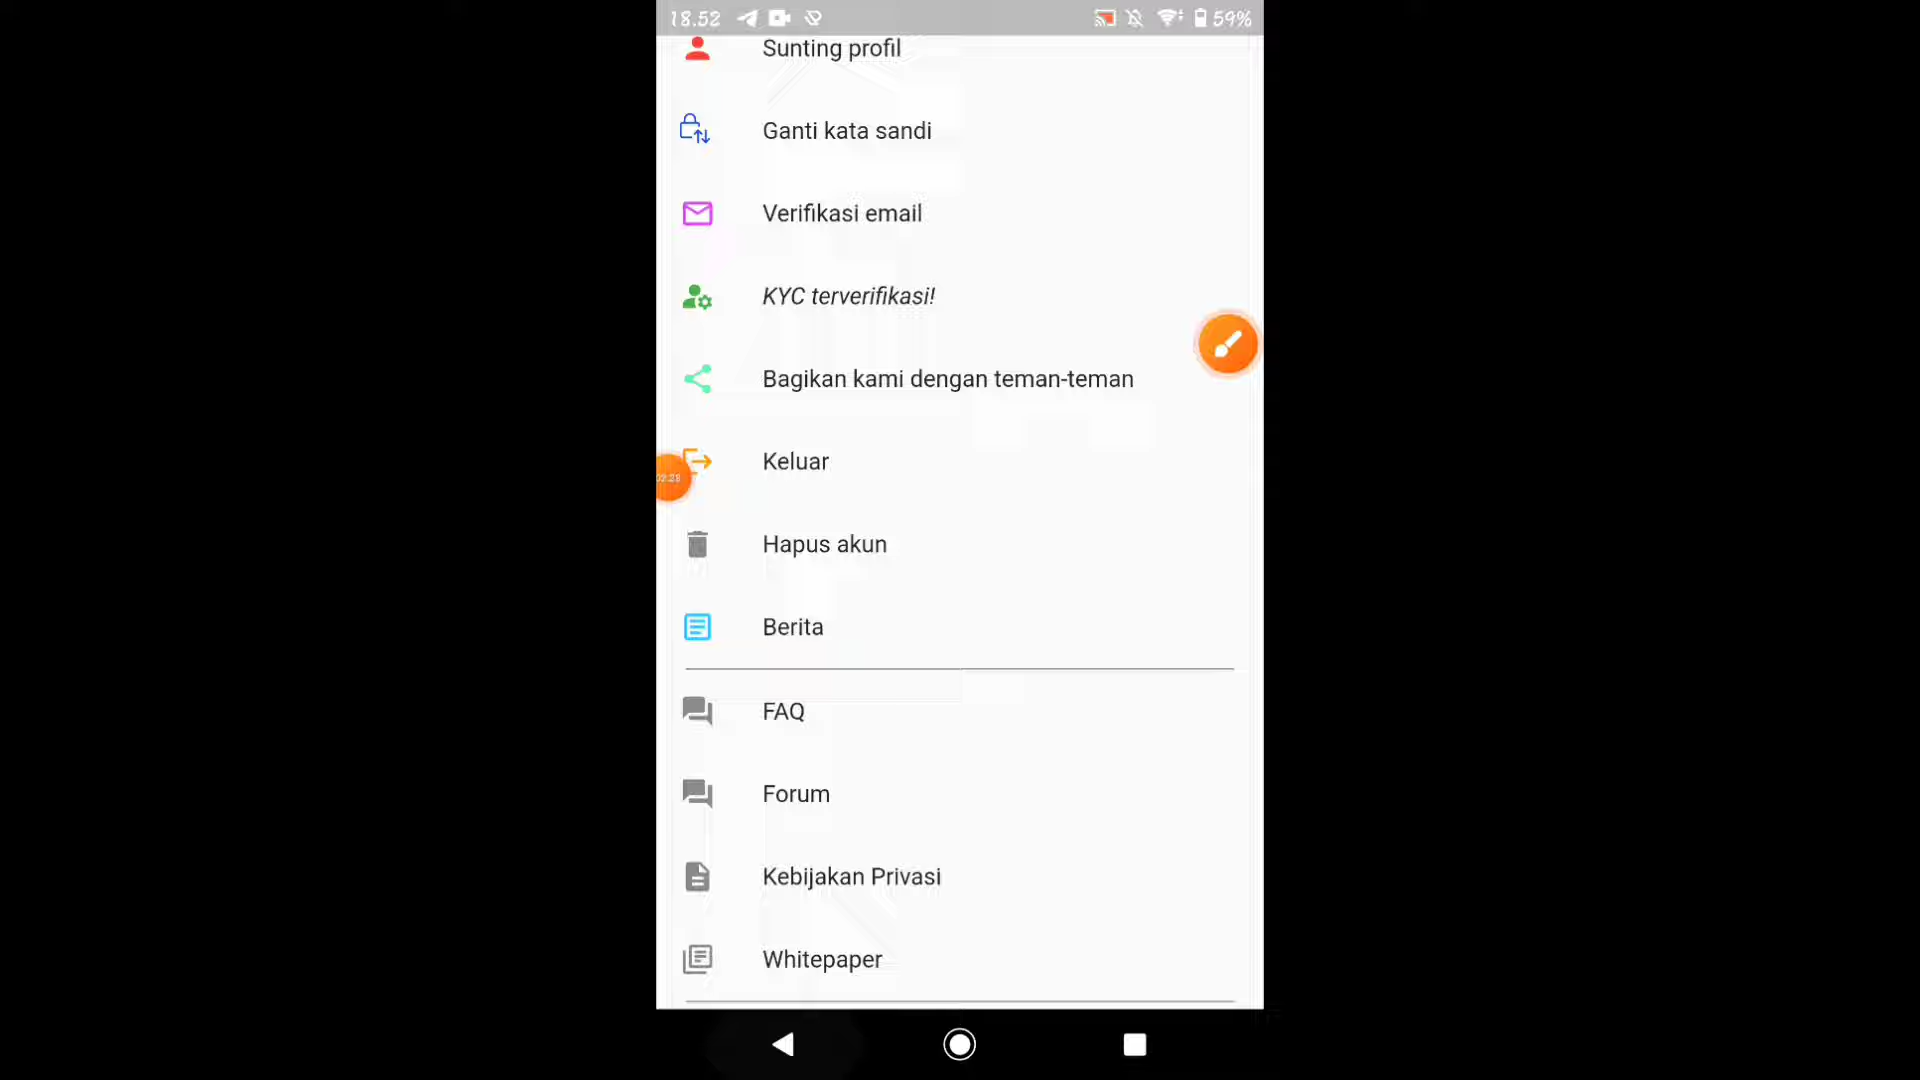 18.52 59%
Sunting profil
Ganti kata sandi
Verifikasi email
KYC terverifikasi!
Bagikan kami dengan teman-teman
Keluar
Hapus akun
Berita
FAQ
Forum
Kebijakan Privasi
Whitepaper